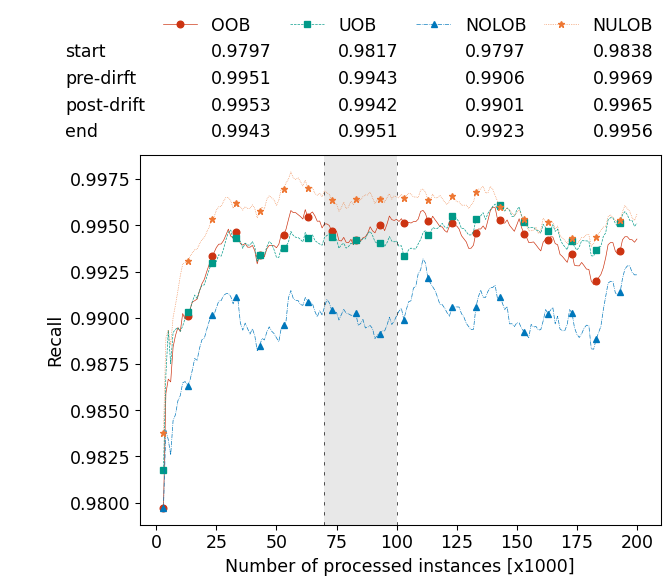 OOB UOB NOLOB NULOB
start 0.9797 0.9817 0.9797 0.9838
pre-dirft 0.9951 0.9943 0.9906 0.9969
post-drift 0.9953 0.9942 0.9901 0.9965
end 0.9943 0.9951 0.9923 0.9956
0.9975
0.9950
0.9925
0.9900
0.9875
0.9850
0.9825
0.9800
Recall
0 25 50 75 100 125 150 175 200
Number of processed instances [x1000]